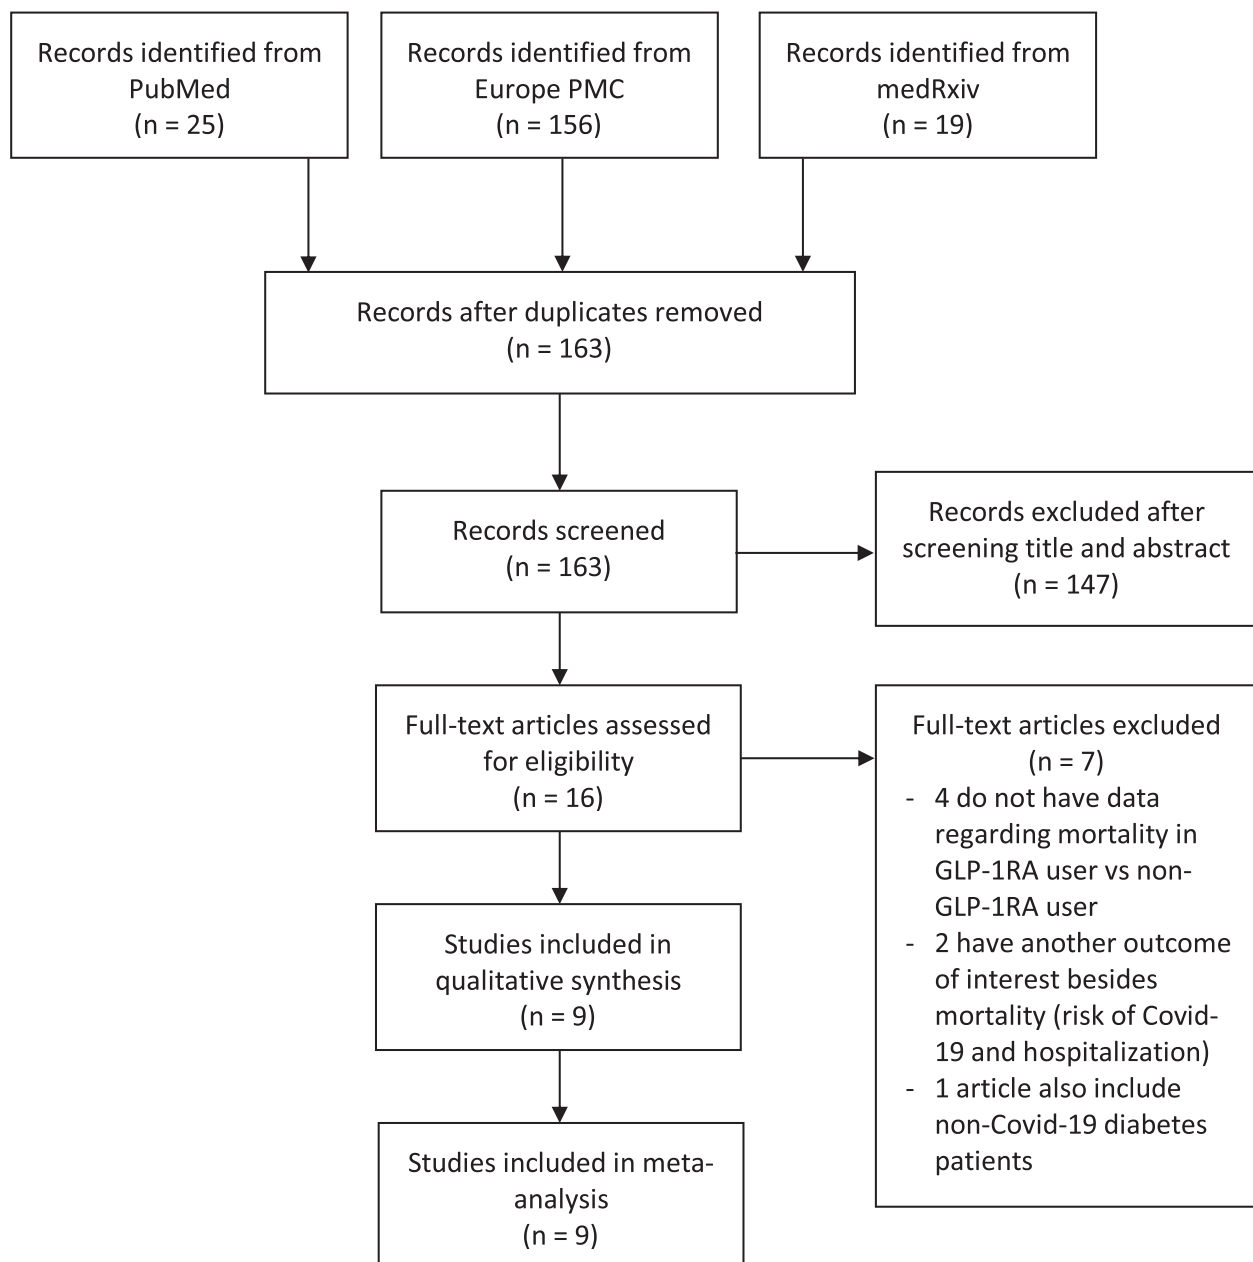 Records identified from
PubMed
(n = 25)
Records identified from
Europe PMC
(n = 156)
Records identified from
medRxiv
(n = 19)
Records after duplicates removed
(n = 163)
Records screened
(n = 163)
Records excluded after
screening title and abstract
(n = 147)
Full-text articles assessed
for eligibility
(n = 16)
Full-text articles excluded
(n = 7)
- 4 do not have data
regarding mortality in
GLP-1RA user vs non-
GLP-1RA user
- 2 have another outcome
of interest besides
mortality (risk of Covid-
19 and hospitalization)
- 1 article also include
non-Covid-19 diabetes
patients
Studies included in
qualitative synthesis
(n = 9)
Studies included in meta-
analysis
(n = 9)